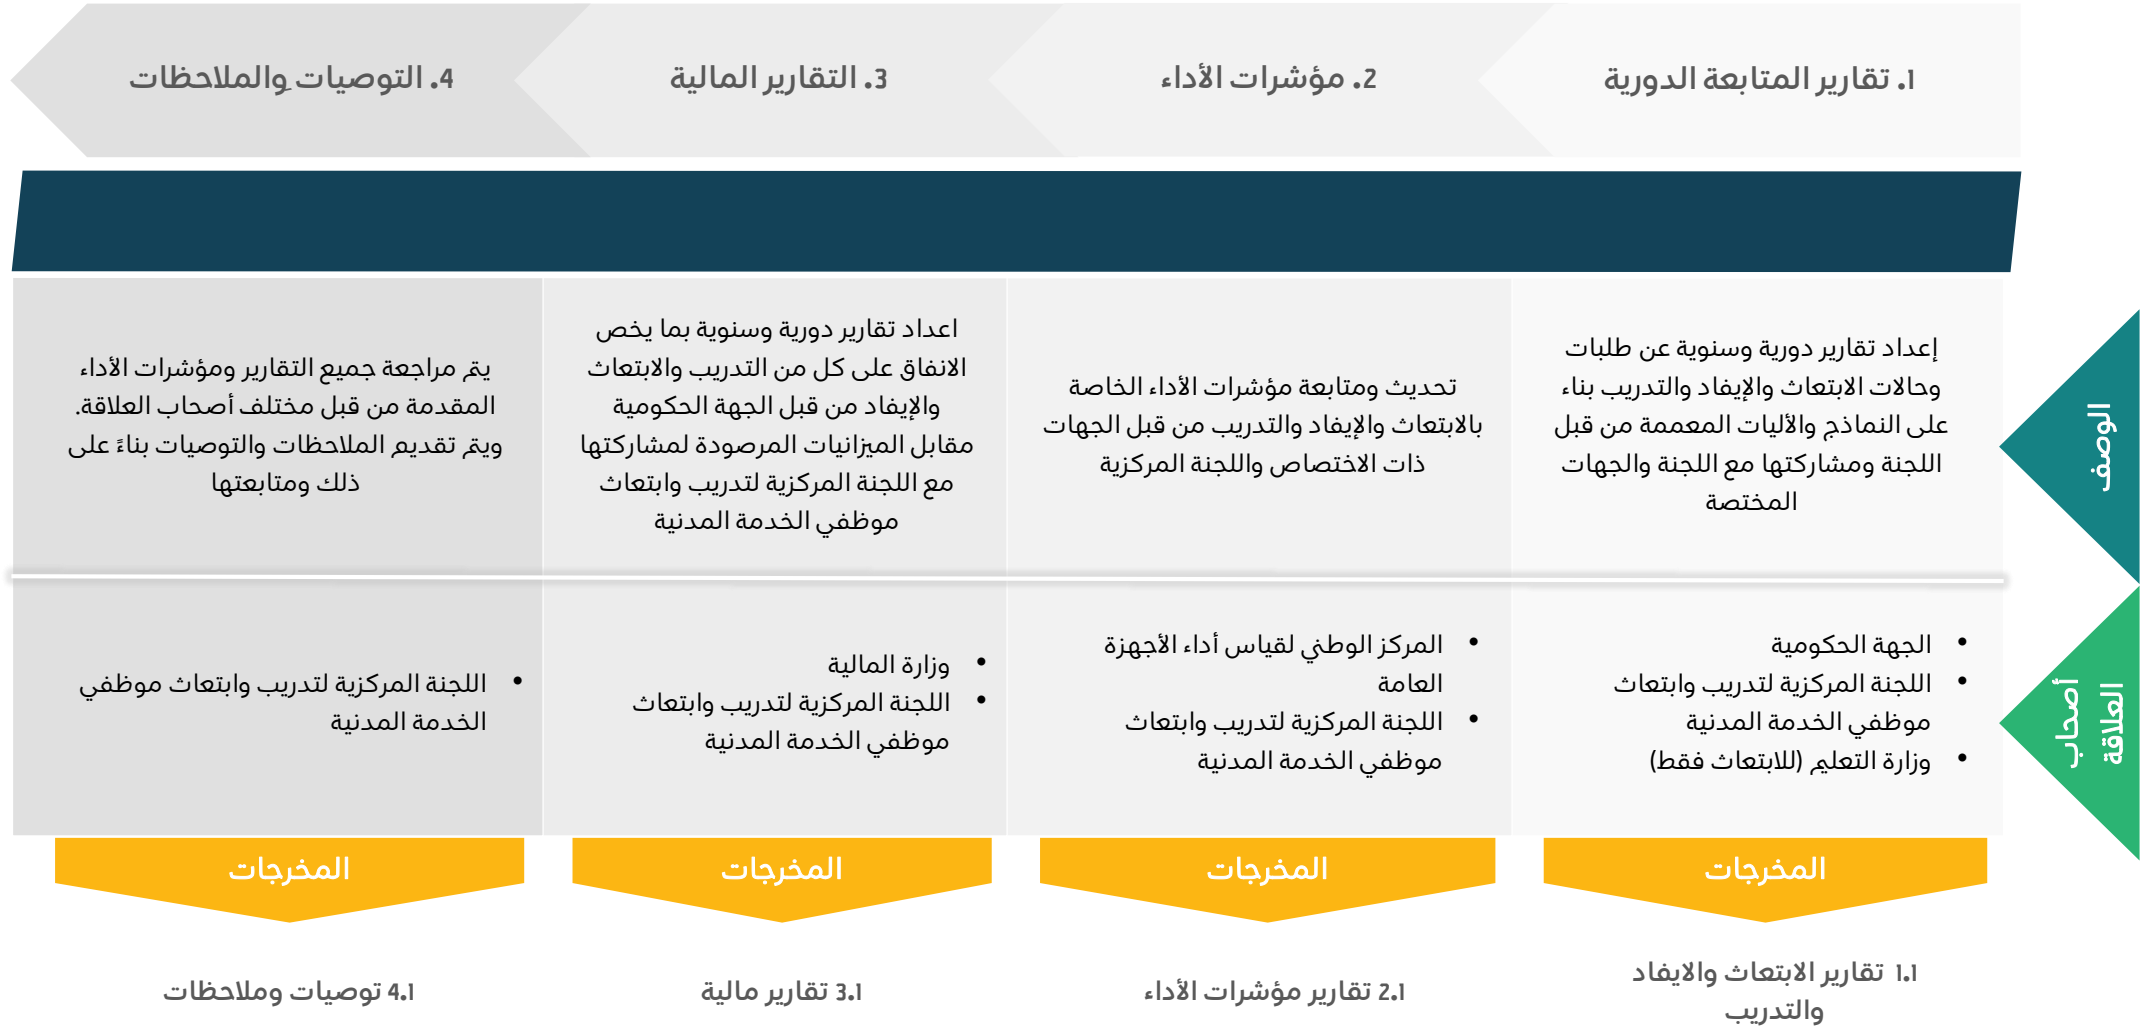 1. تقارير المتابعة الدورية
2. مؤشرات الأداء
3. التقارير المالية
4. التوصيات والملاحظات
الوصف
إعداد تقارير دورية وسنوية عن طلبات
وحالات الابتعاث والإيفاد والتدريب بناء
على النماذج والأليات المعممة من قبل
اللجنة ومشاركتها مع اللجنة والجهات
المختصة
تحديث ومتابعة مؤشرات الأداء الخاصة
بالابتعاث والإيفاد والتدريب من قبل الجهات
ذات الاختصاص واللجنة المركزية
اعداد تقارير دورية وسنوية بما يخص
الانفاق على كل من التدريب والابتعاث
والإيفاد من قبل الجهة الحكومية
مقابل الميزانيات المرصودة لمشاركتها
مع اللجنة المركزية لتدريب وابتعاث
موظفي الخدمة المدنية
يتم مراجعة جميع التقارير ومؤشرات الأداء
المقدمة من قبل مختلف أصحاب العلاقة.
ويتم تقديم الملاحظات والتوصيات بناءً على
ذلك ومتابعتها
أصحاب
العلاقة
• الجهة الحكومية
• اللجنة المركزية لتدريب وابتعاث
موظفي الخدمة المدنية
• وزارة التعليم (للابتعاث فقط)
• المركز الوطني لقياس أداء الأجهزة
العامة
• اللجنة المركزية لتدريب وابتعاث
موظفي الخدمة المدنية
• وزارة المالية
• اللجنة المركزية لتدريب وابتعاث
موظفي الخدمة المدنية
• اللجنة المركزية لتدريب وابتعاث موظفي
الخدمة المدنية
المخرجات
المخرجات
المخرجات
المخرجات
1.1 تقارير الابتعاث والايفاد
والتدريب
2.1 تقارير مؤشرات الأداء
3.1 تقارير مالية
4.1 توصيات وملاحظات